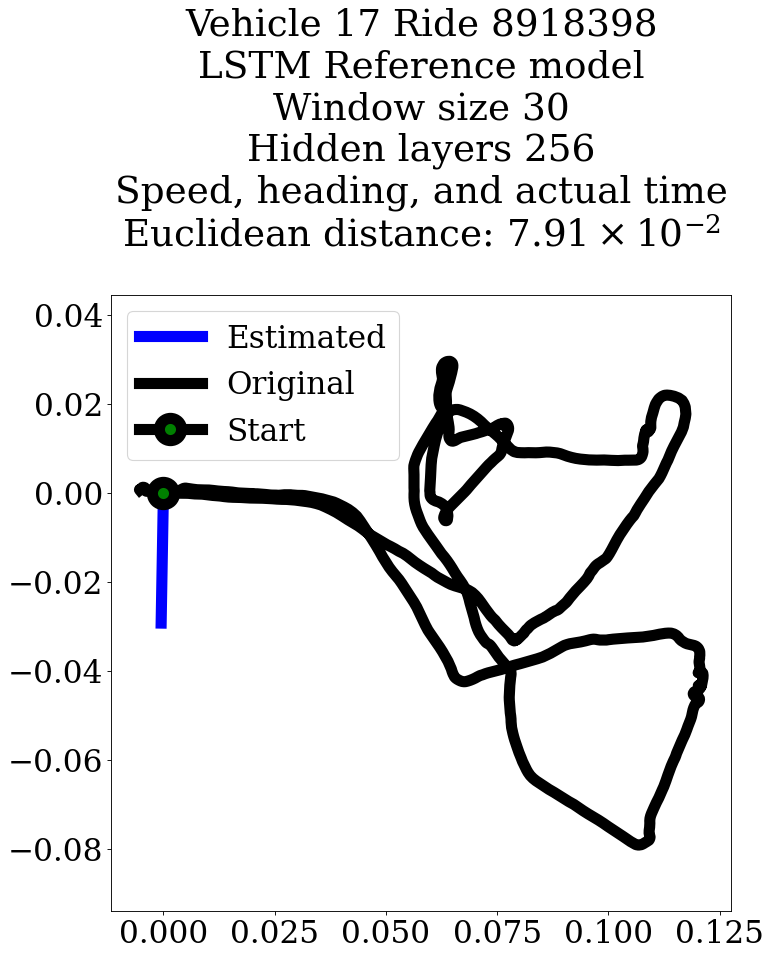 Vehicle 17 Ride 8918398
LSTM Reference model
Window size 30
Hidden layers 256
Speed, heading, and actual time
Euclidean distance: 7.91 × 10⁻²
Estimated
Original
Start
0.04
0.02
0.00
−0.02
−0.04
−0.06
−0.08
0.000 0.025 0.050 0.075 0.100 0.125